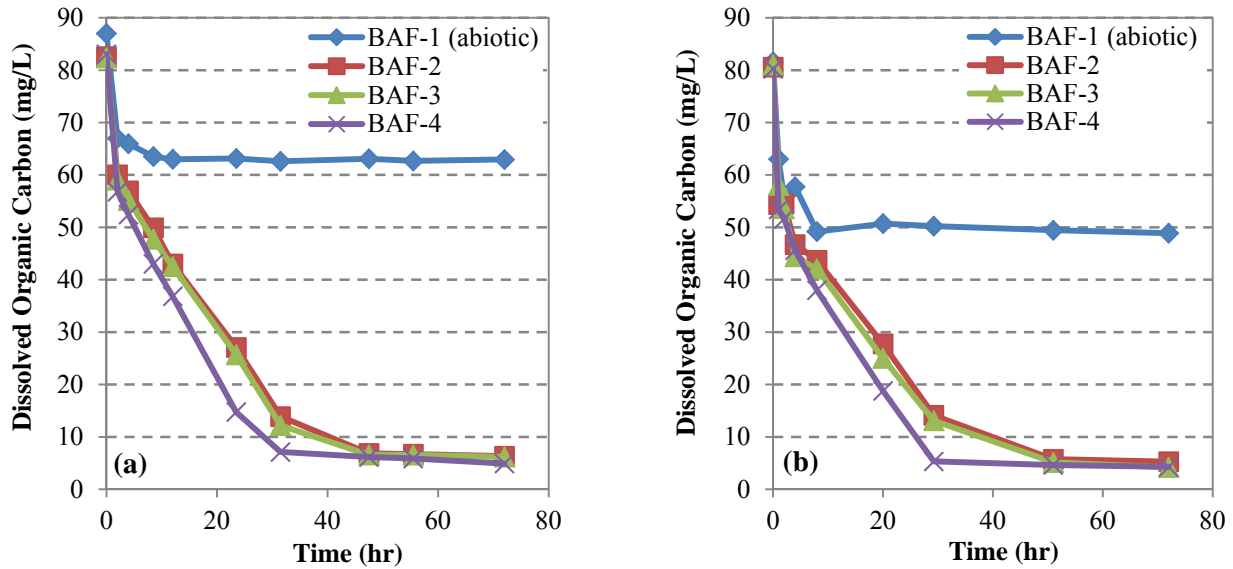 Dissolved Organic Carbon (mg/L)
90
80
70
60
50
40
30
20
10
0
BAF-1 (abiotic)
BAF-2
BAF-3
BAF-4
(a)
0 20 40 60 80
Time (hr)
Dissolved Organic Carbon (mg/L)
90
80
70
60
50
40
30
20
10
0
BAF-1 (abiotic)
BAF-2
BAF-3
BAF-4
(b)
0 20 40 60 80
Time (hr)